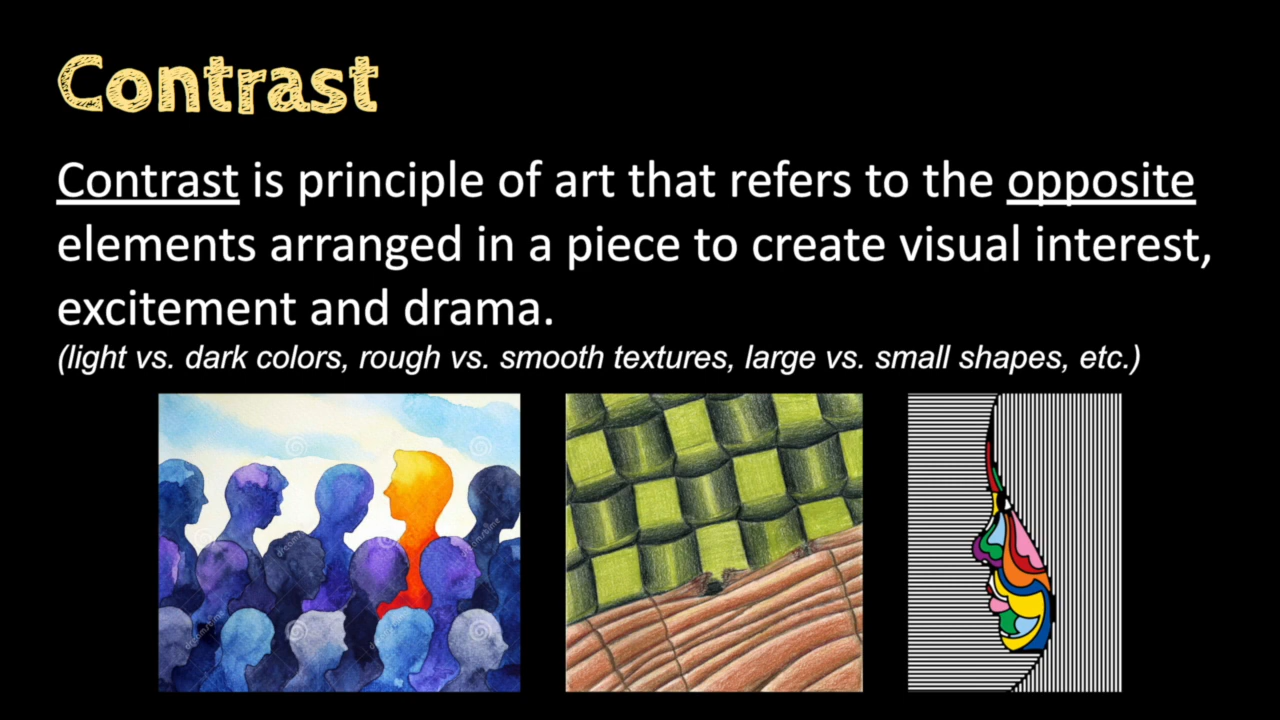 Contrast
Contrast is principle of art that refers to the opposite
elements arranged in a piece to create visual interest,
excitement and drama.
(light vs. dark colors, rough vs. smooth textures, large vs. small shapes, etc.)